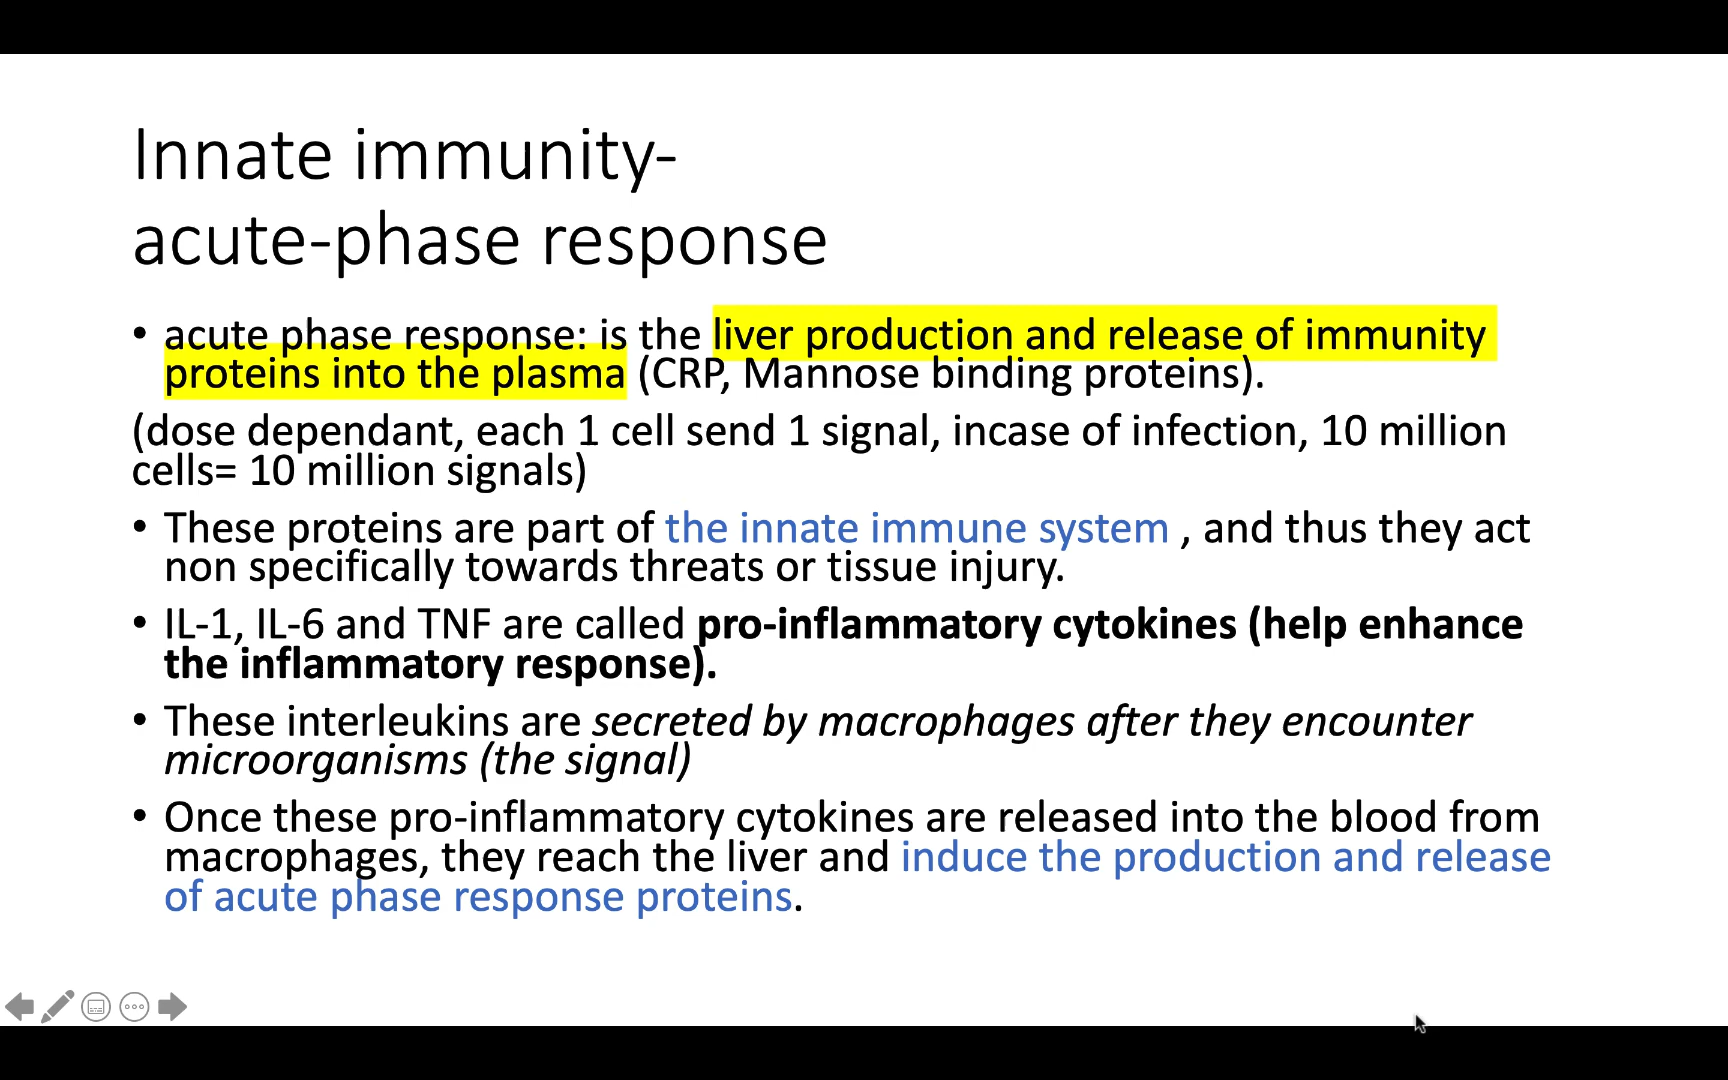 Innate immunity-
acute-phase response
• acute phase response: is the liver production and release of immunity
proteins into the plasma (CRP, Mannose binding proteins).
(dose dependant, each 1 cell send 1 signal, incase of infection, 10 million
cells= 10 million signals)
• These proteins are part of the innate immune system , and thus they act
non specifically towards threats or tissue injury.
• IL-1, IL-6 and TNF are called pro-inflammatory cytokines (help enhance
the inflammatory response).
• These interleukins are secreted by macrophages after they encounter
microorganisms (the signal)
• Once these pro-inflammatory cytokines are released into the blood from
macrophages, they reach the liver and induce the production and release
of acute phase response proteins.